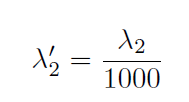 λ′₂ = λ₂ / 1000